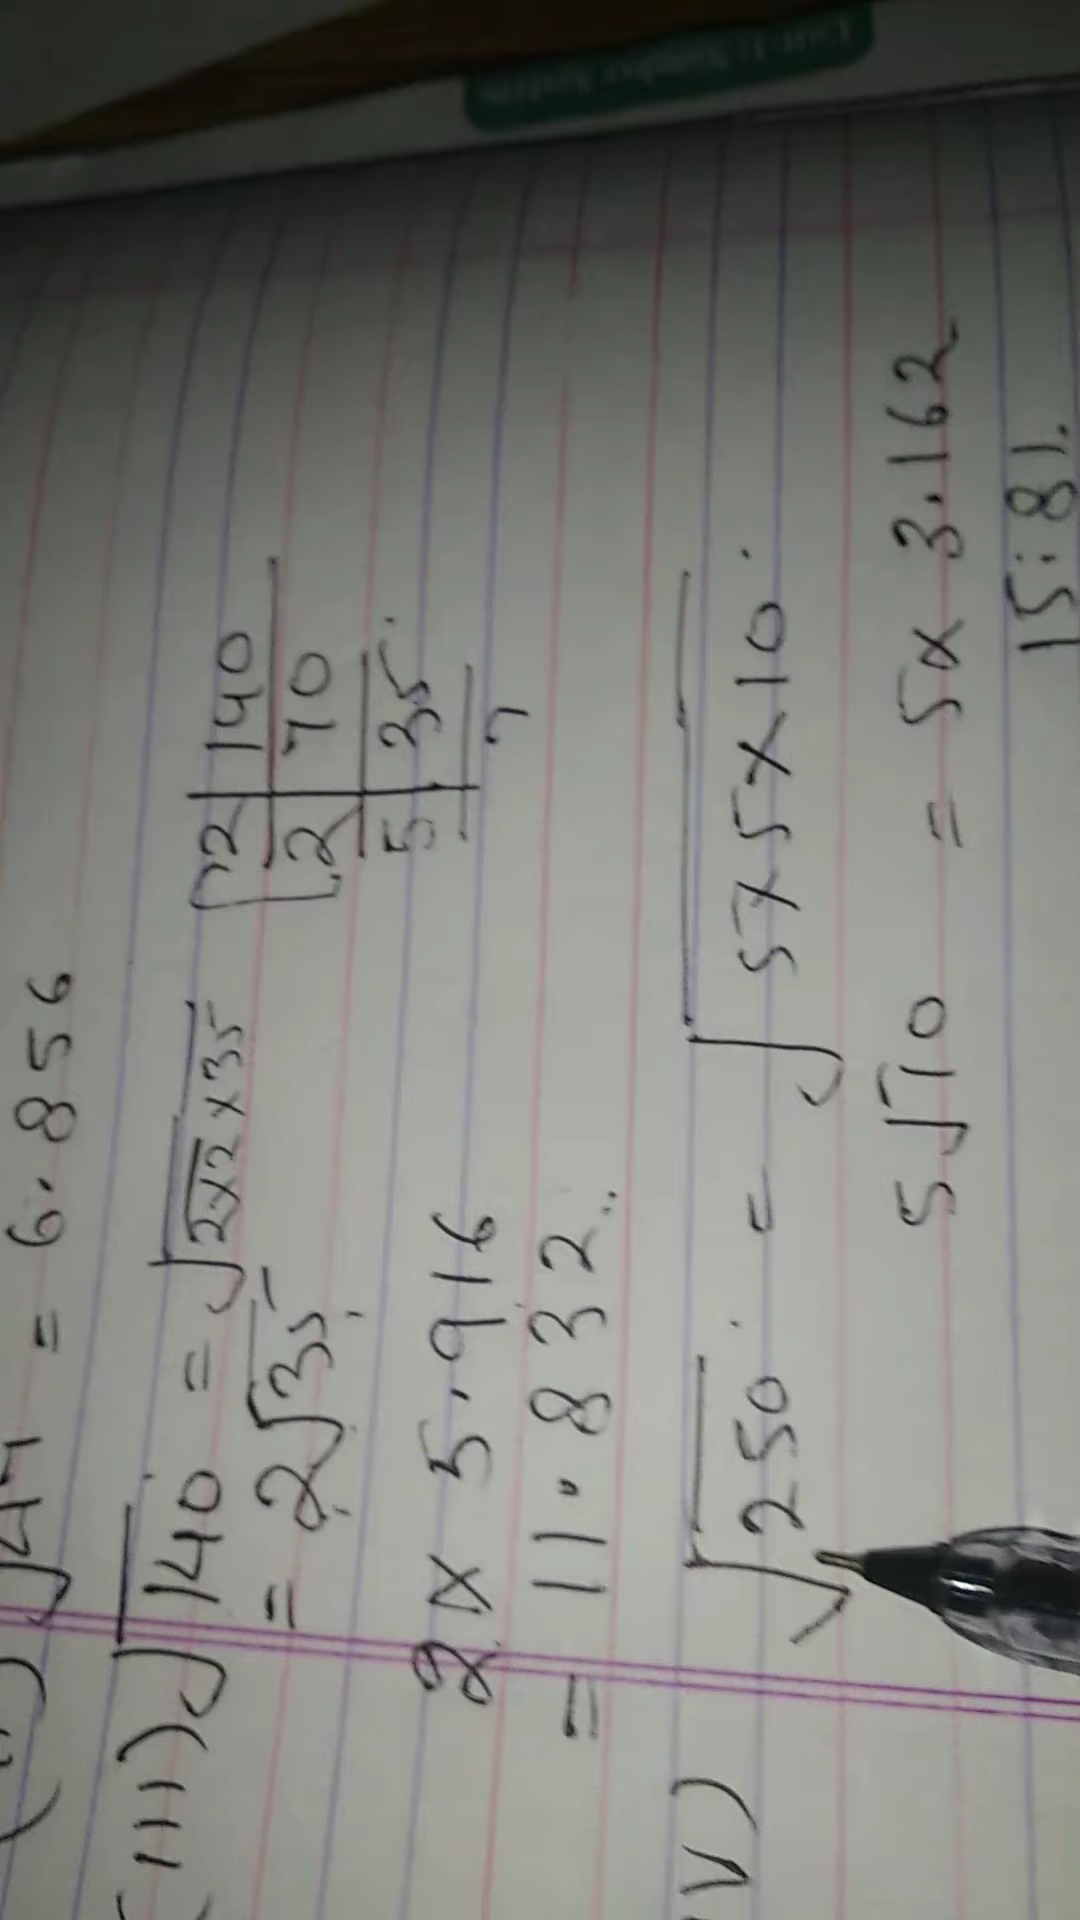 √47 = 6.856
(iii) √140 = √2×2×35
= 2√35
2 140
2 70
5 35
7
2 × 5.916
= 11.832..
√250 = √5×5×10
5√10 = 5× 3.162
15.81.